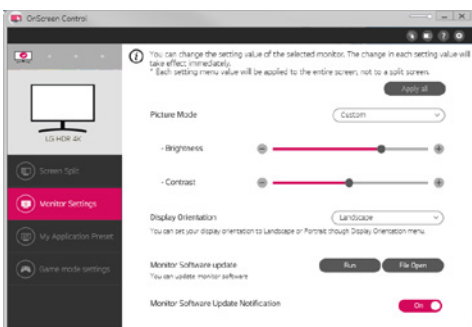 OnScreen Control
You can change the setting value of the selected monitor. The change in each setting value will
take effect immediately.
* Each setting menu value will be applied to the entire screen, not to a split screen.
Apply all
LG HDR 4K
Picture Mode
Custom
- Brightness
- Contrast
Screen Split
Monitor Settings
My Application Preset
Game mode settings
Display Orientation
Landscape
You can set your display orientation to Landscape or Portrait though Display Orientation menu.
Monitor Software update
Run
File Open
You can update monitor software
Monitor Software Update Notification
On